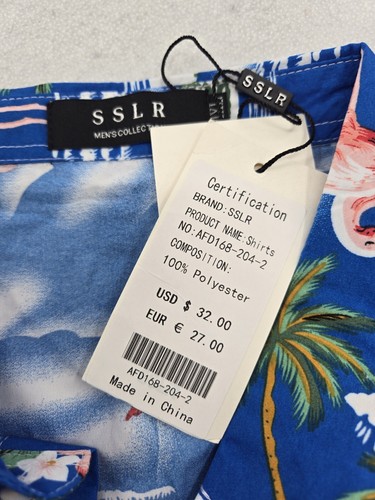 SSLR
MEN'S COLLECTI
SSLR
Certification
BRAND:SSLR
PRODUCT NAME:Shirts
NO:AFD168-204-2
COMPOSITION:
100% Polyester
USD $ 32.00
EUR € 27.00
AFD168-204-2
Made in China